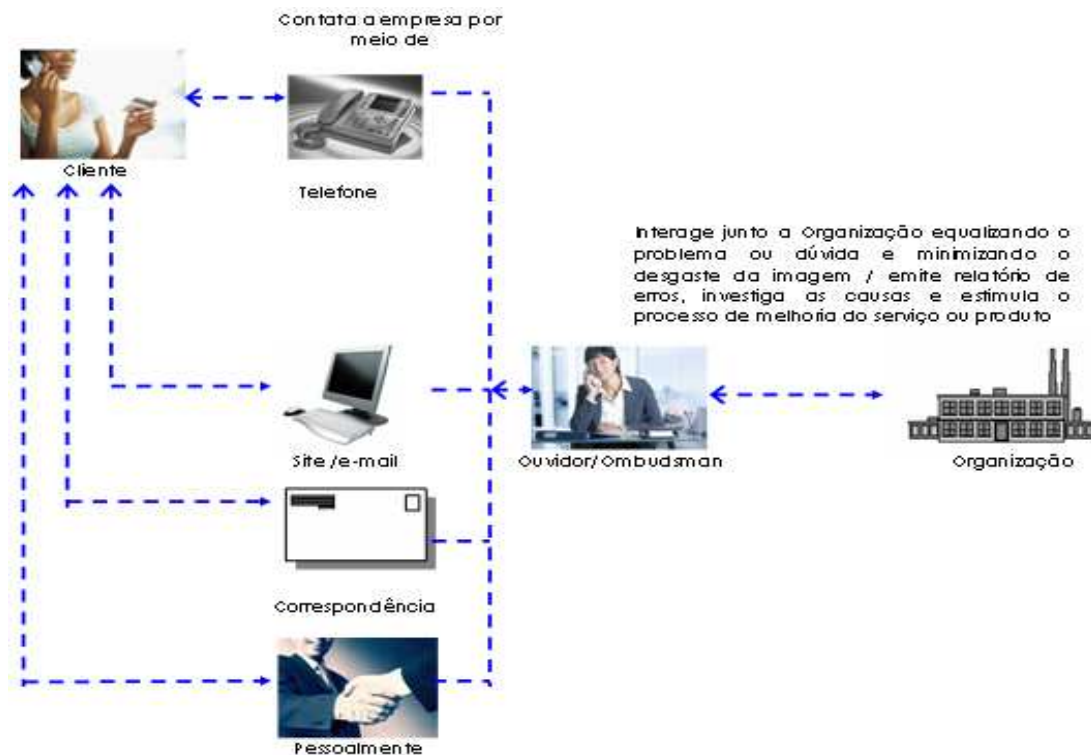 Contata a empresa por
meio de
Cliente
Telefone
Interage junto a Organização equalizando o
problema ou dúvida e minimizando o
desgaste da imagem / emite relatório de
erros, investiga as causas e estimula o
processo de melhoria do serviço ou produto
Site /e-mail
Ouvidor/Ombudsman
Organização
Correspondência
Pessoalmente